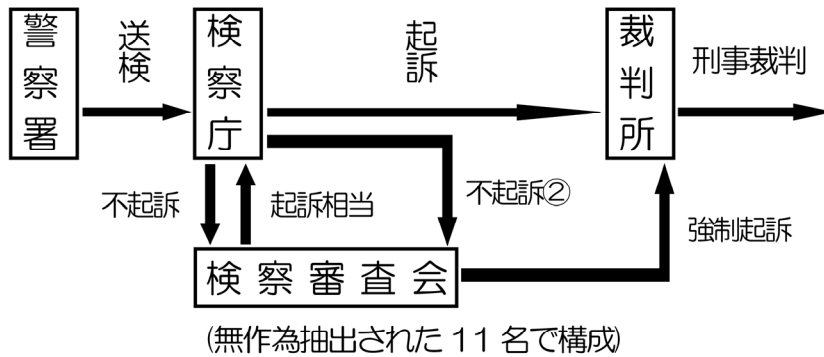 警察署
送検
検察庁
起訴
裁判所
刑事裁判
不起訴
起訴相当
不起訴②
強制起訴
検察審査会
(無作為抽出された 11 名で構成)